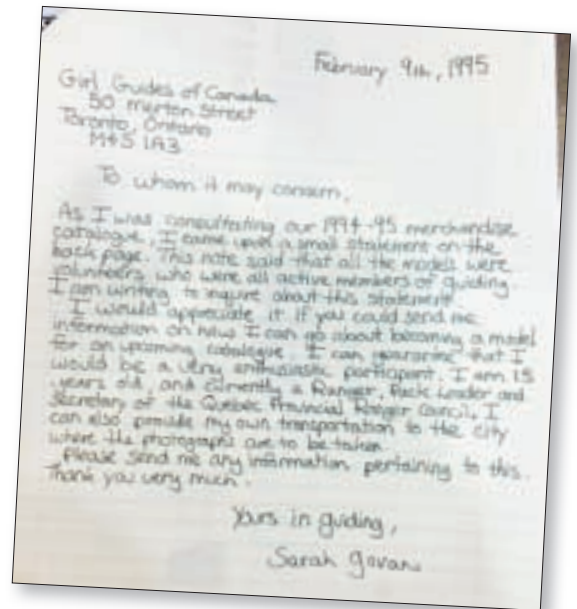 February 9th, 1995
Girl Guides of Canada
50 Merton Street
Toronto, Ontario
M4S 1A3
To whom it may concern,
As I was consultating our 1994-95 merchandise
catalogue, I came upon a small statement on the
back page. This note said that all the models were
volunteers, who were all active members of guiding.
I am writing to inquire about this statement.
I would appreciate it if you could send me
information on how I can go about becoming a model
for an upcoming catalogue. I can guarantee that I
would be a very enthusiastic participant. I am 15
years old, and currently a Ranger, Pack Leader and
Secretary of the Quebec Provincial Ranger Council. I
can also provide my own transportation to the city
where the photographs are to be taken.
Please send me any information pertaining to this.
Thank you very much.
Yours in guiding,
Sarah